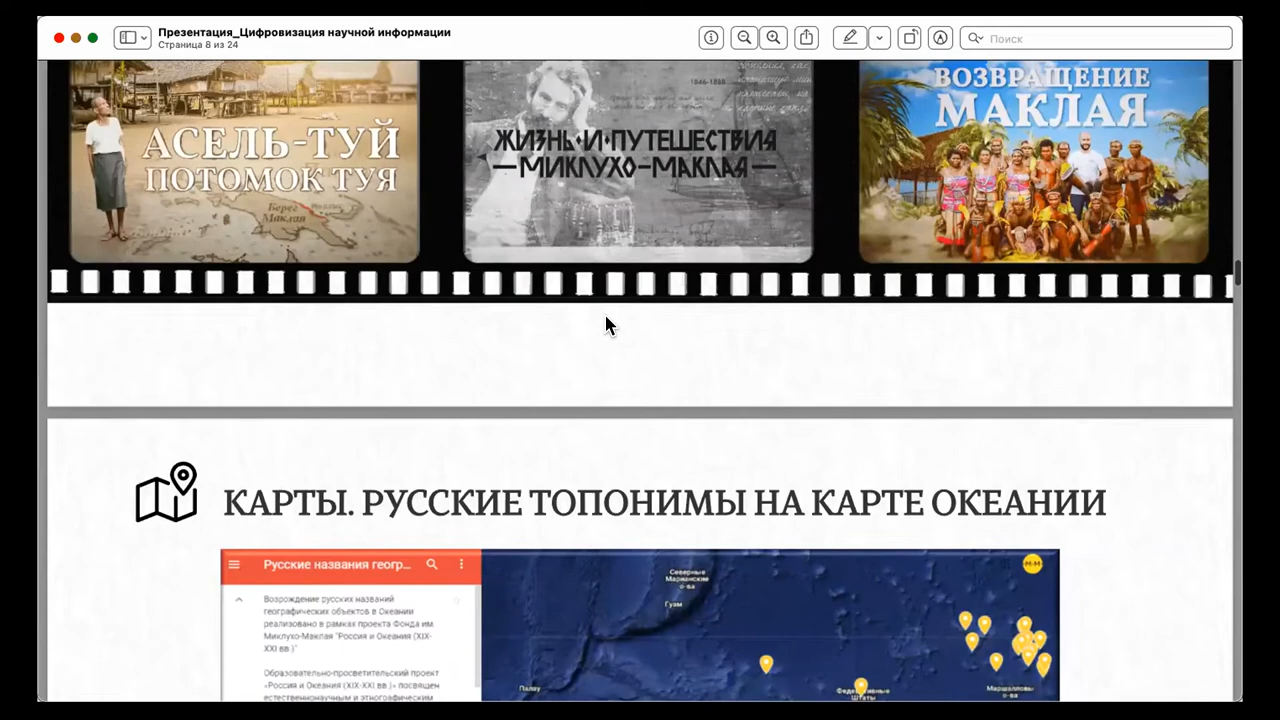 Презентация_Цифровизация научной информации
Страница 8 из 24
Поиск
АСЕЛЬ-ТУЙ
ПОТОМОК ТУЯ
Берег
Маклая
1846-1888
ЖИЗНЬ·И·ПУТЕШЕСТВИЯ
—МИКЛУХО-МАКЛАЯ—
ВОЗВРАЩЕНИЕ
МАКЛАЯ
КАРТЫ. РУССКИЕ ТОПОНИМЫ НА КАРТЕ ОКЕАНИИ
Русские названия геогр...
Возрождение русских названий
географических объектов в Океании
реализовано в рамках проекта Фонда им.
Миклухо-Маклая "Россия и Океания (XIX-
XXI вв.)"
Образовательно-просветительский проект
«Россия и Океания (XIX-XXI вв.)» посвящен
естественнонаучным и этнографическим
Северные
Марианские
о-ва
Гуам
Палау
Федеративные
Штаты
Маршалловы
о-ва
М-М